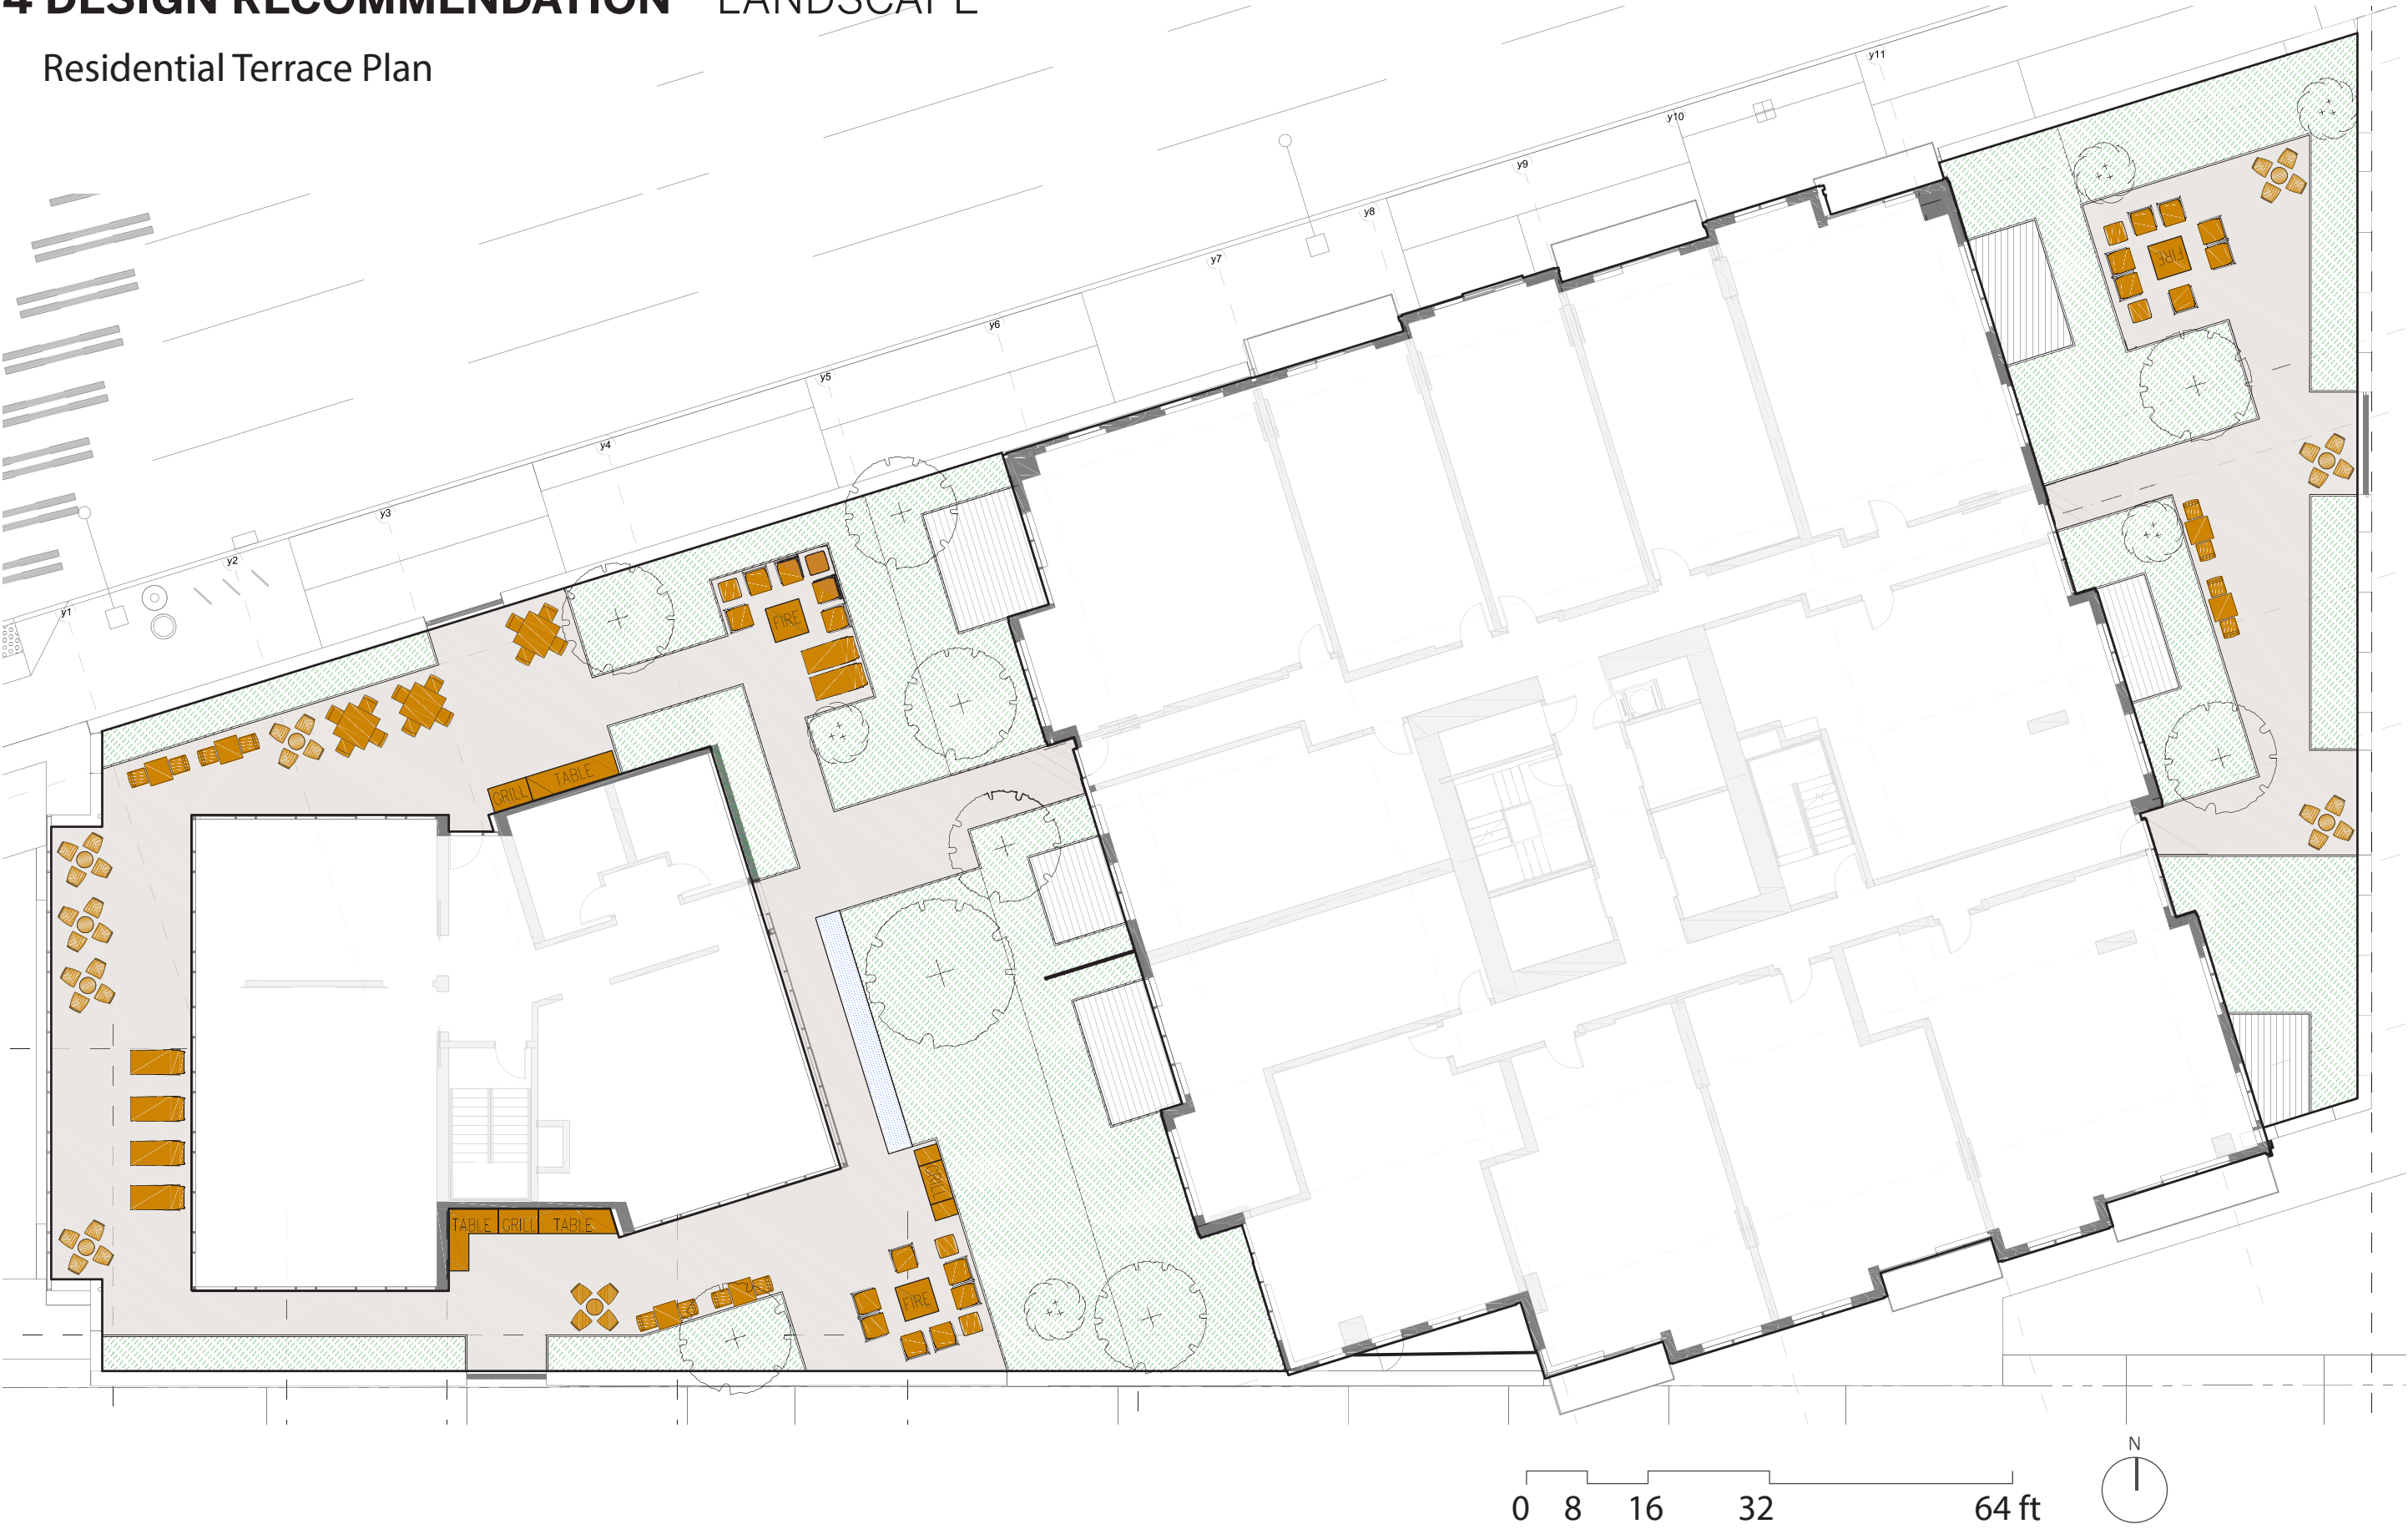 4 DESIGN RECOMMENDATION LANDSCAPE
Residential Terrace Plan
y11
y10
y9
y8
y7
y6
y5
y4
y3
y2
y1
FIRE
FIRE
GRILL TABLE
GRILL
TABLE GRILL TABLE
FIRE
N
0 8 16 32 64 ft